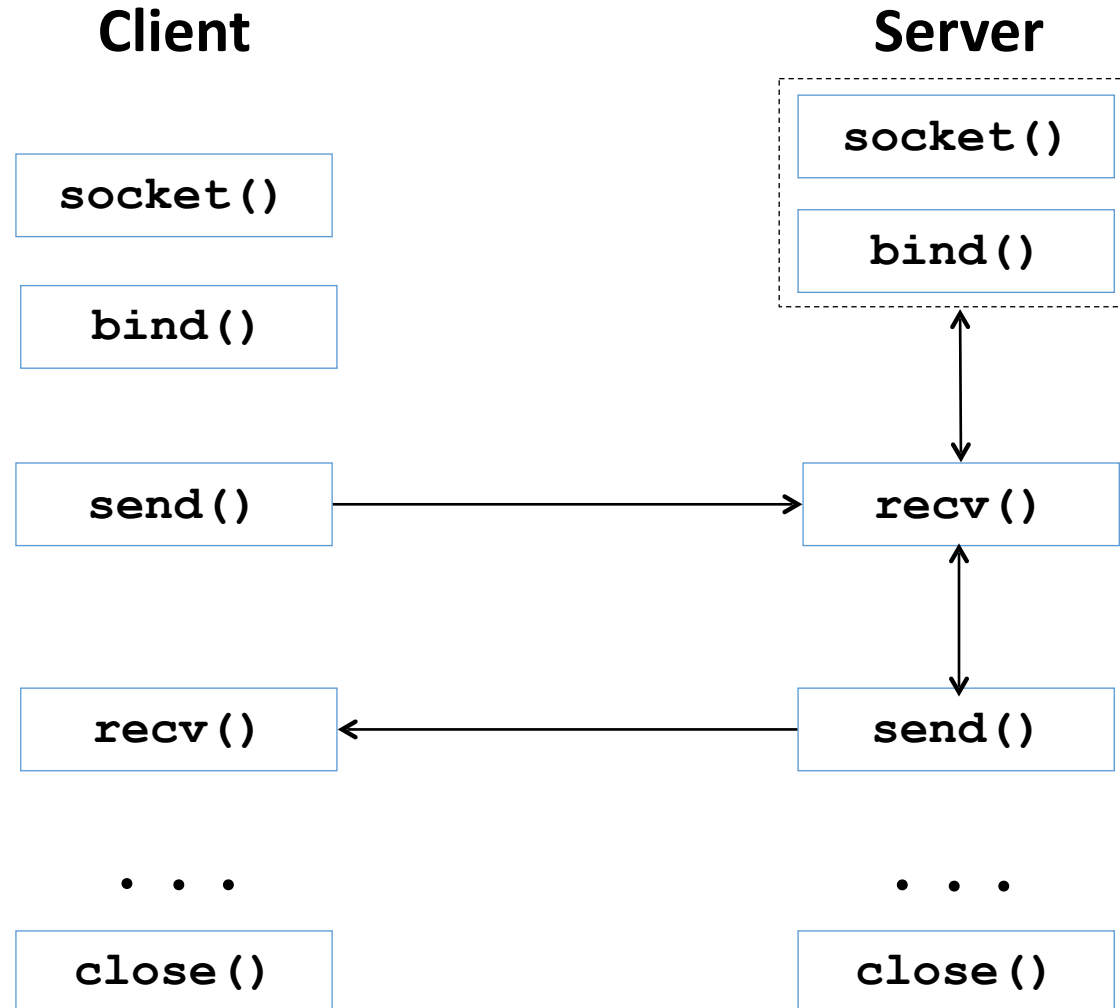 Client
socket()
bind()
send()
recv()
. . .
close()
Server
socket()
bind()
recv()
send()
. . .
close()